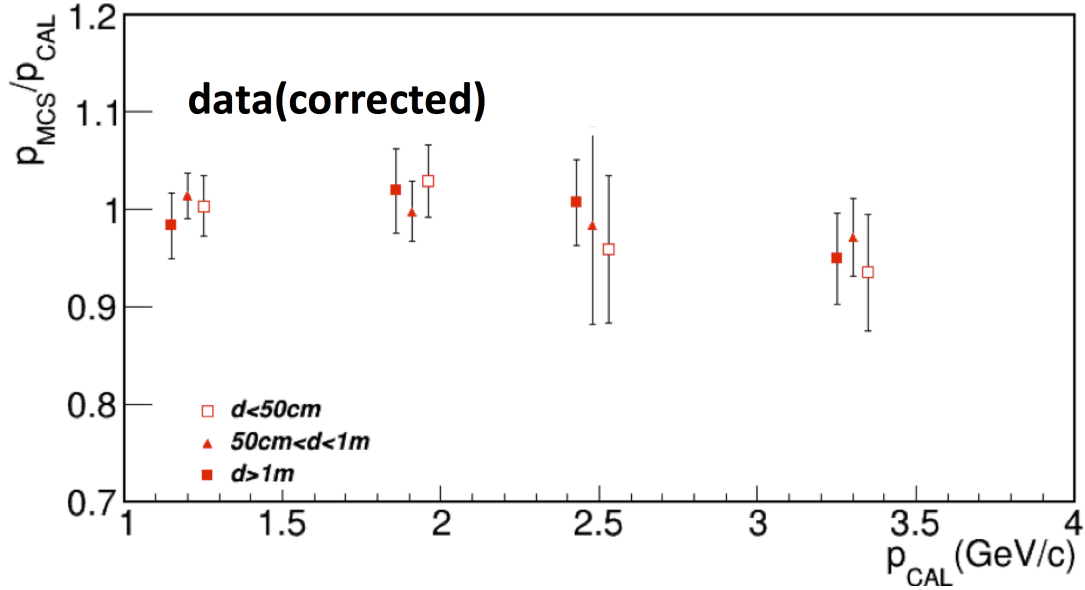 p_MCS/p_CAL
1.2
1.1
1
0.9
0.8
0.7
data(corrected)
d<50cm
50cm<d<1m
d>1m
1 1.5 2 2.5 3 3.5 4
p_CAL(GeV/c)